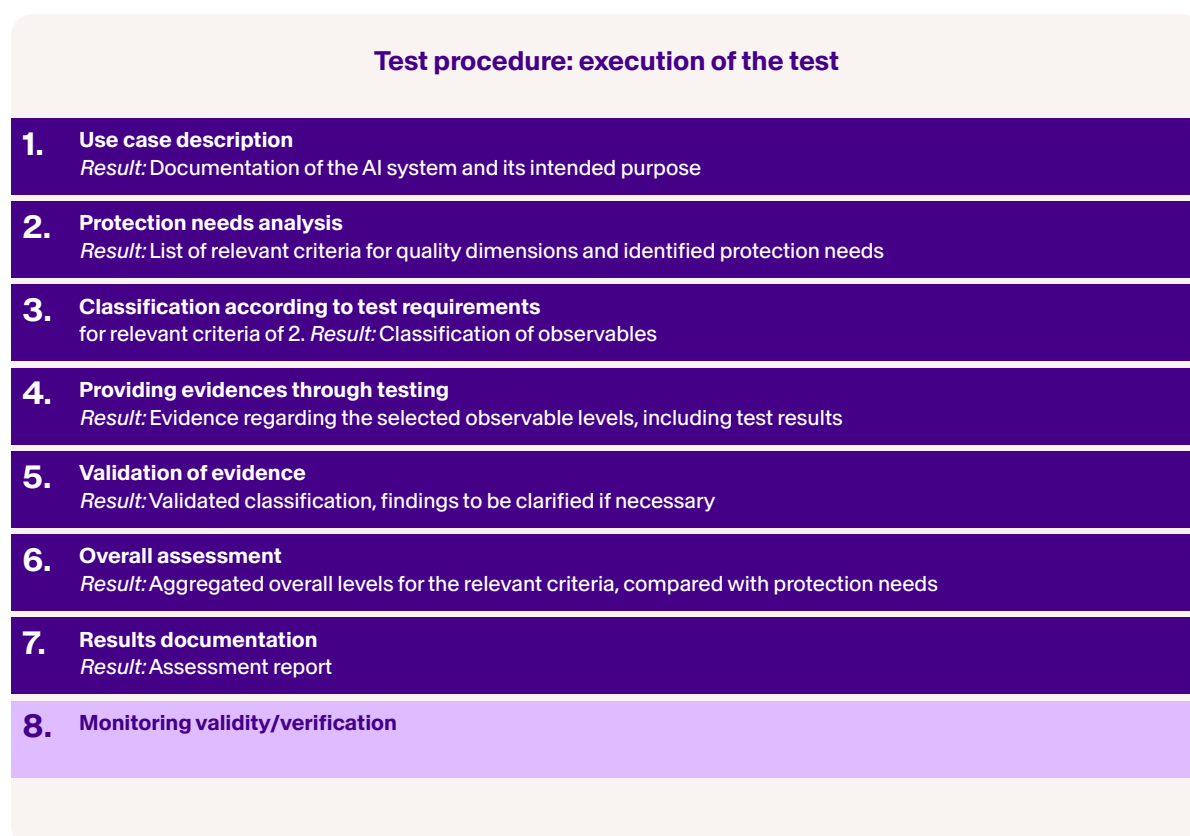 Test procedure: execution of the test
1. Use case description
Result: Documentation of the AI system and its intended purpose
2. Protection needs analysis
Result: List of relevant criteria for quality dimensions and identified protection needs
3. Classification according to test requirements
for relevant criteria of 2. Result: Classification of observables
4. Providing evidences through testing
Result: Evidence regarding the selected observable levels, including test results
5. Validation of evidence
Result: Validated classification, findings to be clarified if necessary
6. Overall assessment
Result: Aggregated overall levels for the relevant criteria, compared with protection needs
7. Results documentation
Result: Assessment report
8. Monitoring validity/verification